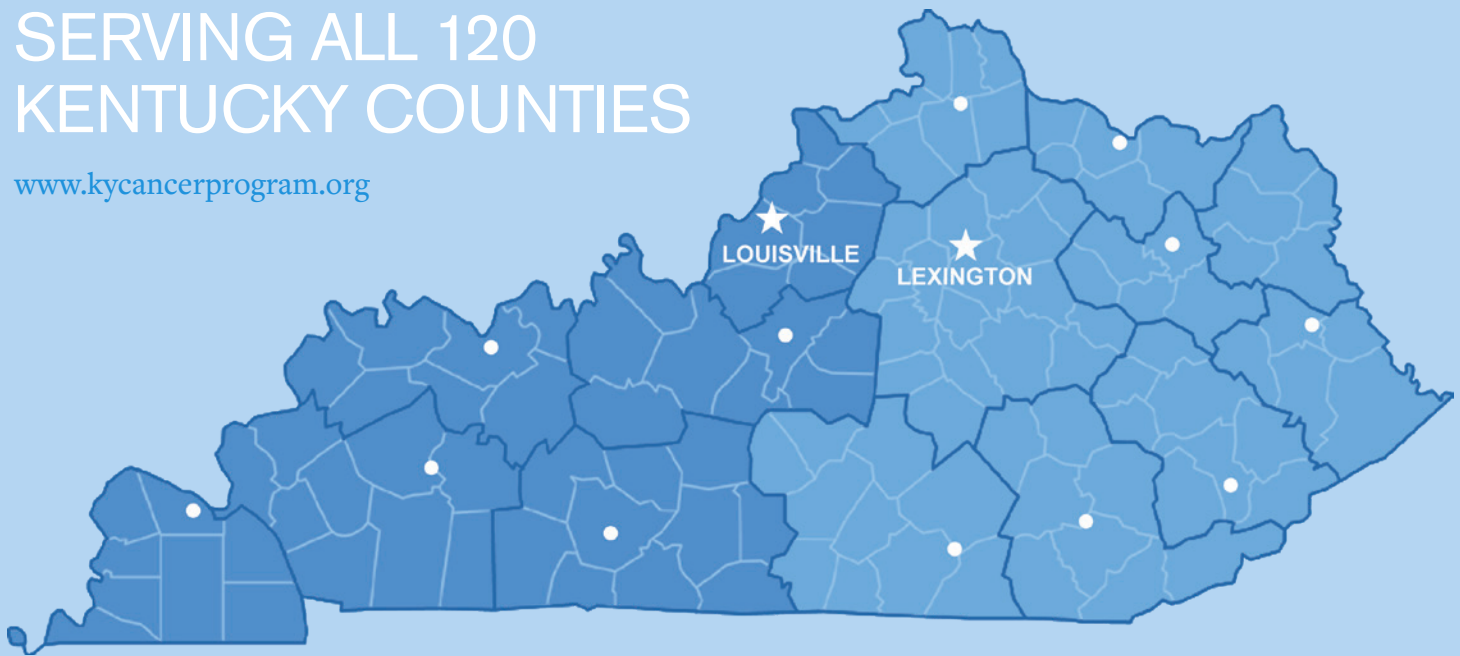 SERVING ALL 120
KENTUCKY COUNTIES
www.kycancerprogram.org
LOUISVILLE
LEXINGTON